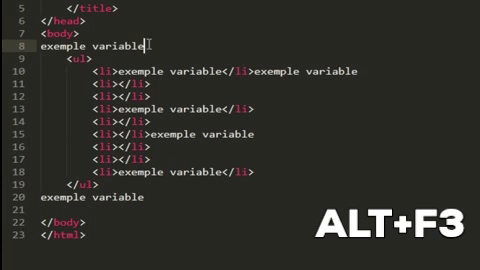 5 </title>
6 </head>
7 <body>
8 exemple variable
9 <ul>
10 <li>exemple variable</li>exemple variable
11 <li></li>
12 <li></li>
13 <li>exemple variable</li>
14 <li></li>
15 <li></li>exemple variable
16 <li></li>
17 <li></li>
18 <li>exemple variable</li>
19 </ul>
20 exemple variable
21
22 </body>
23 </html>
ALT+F3